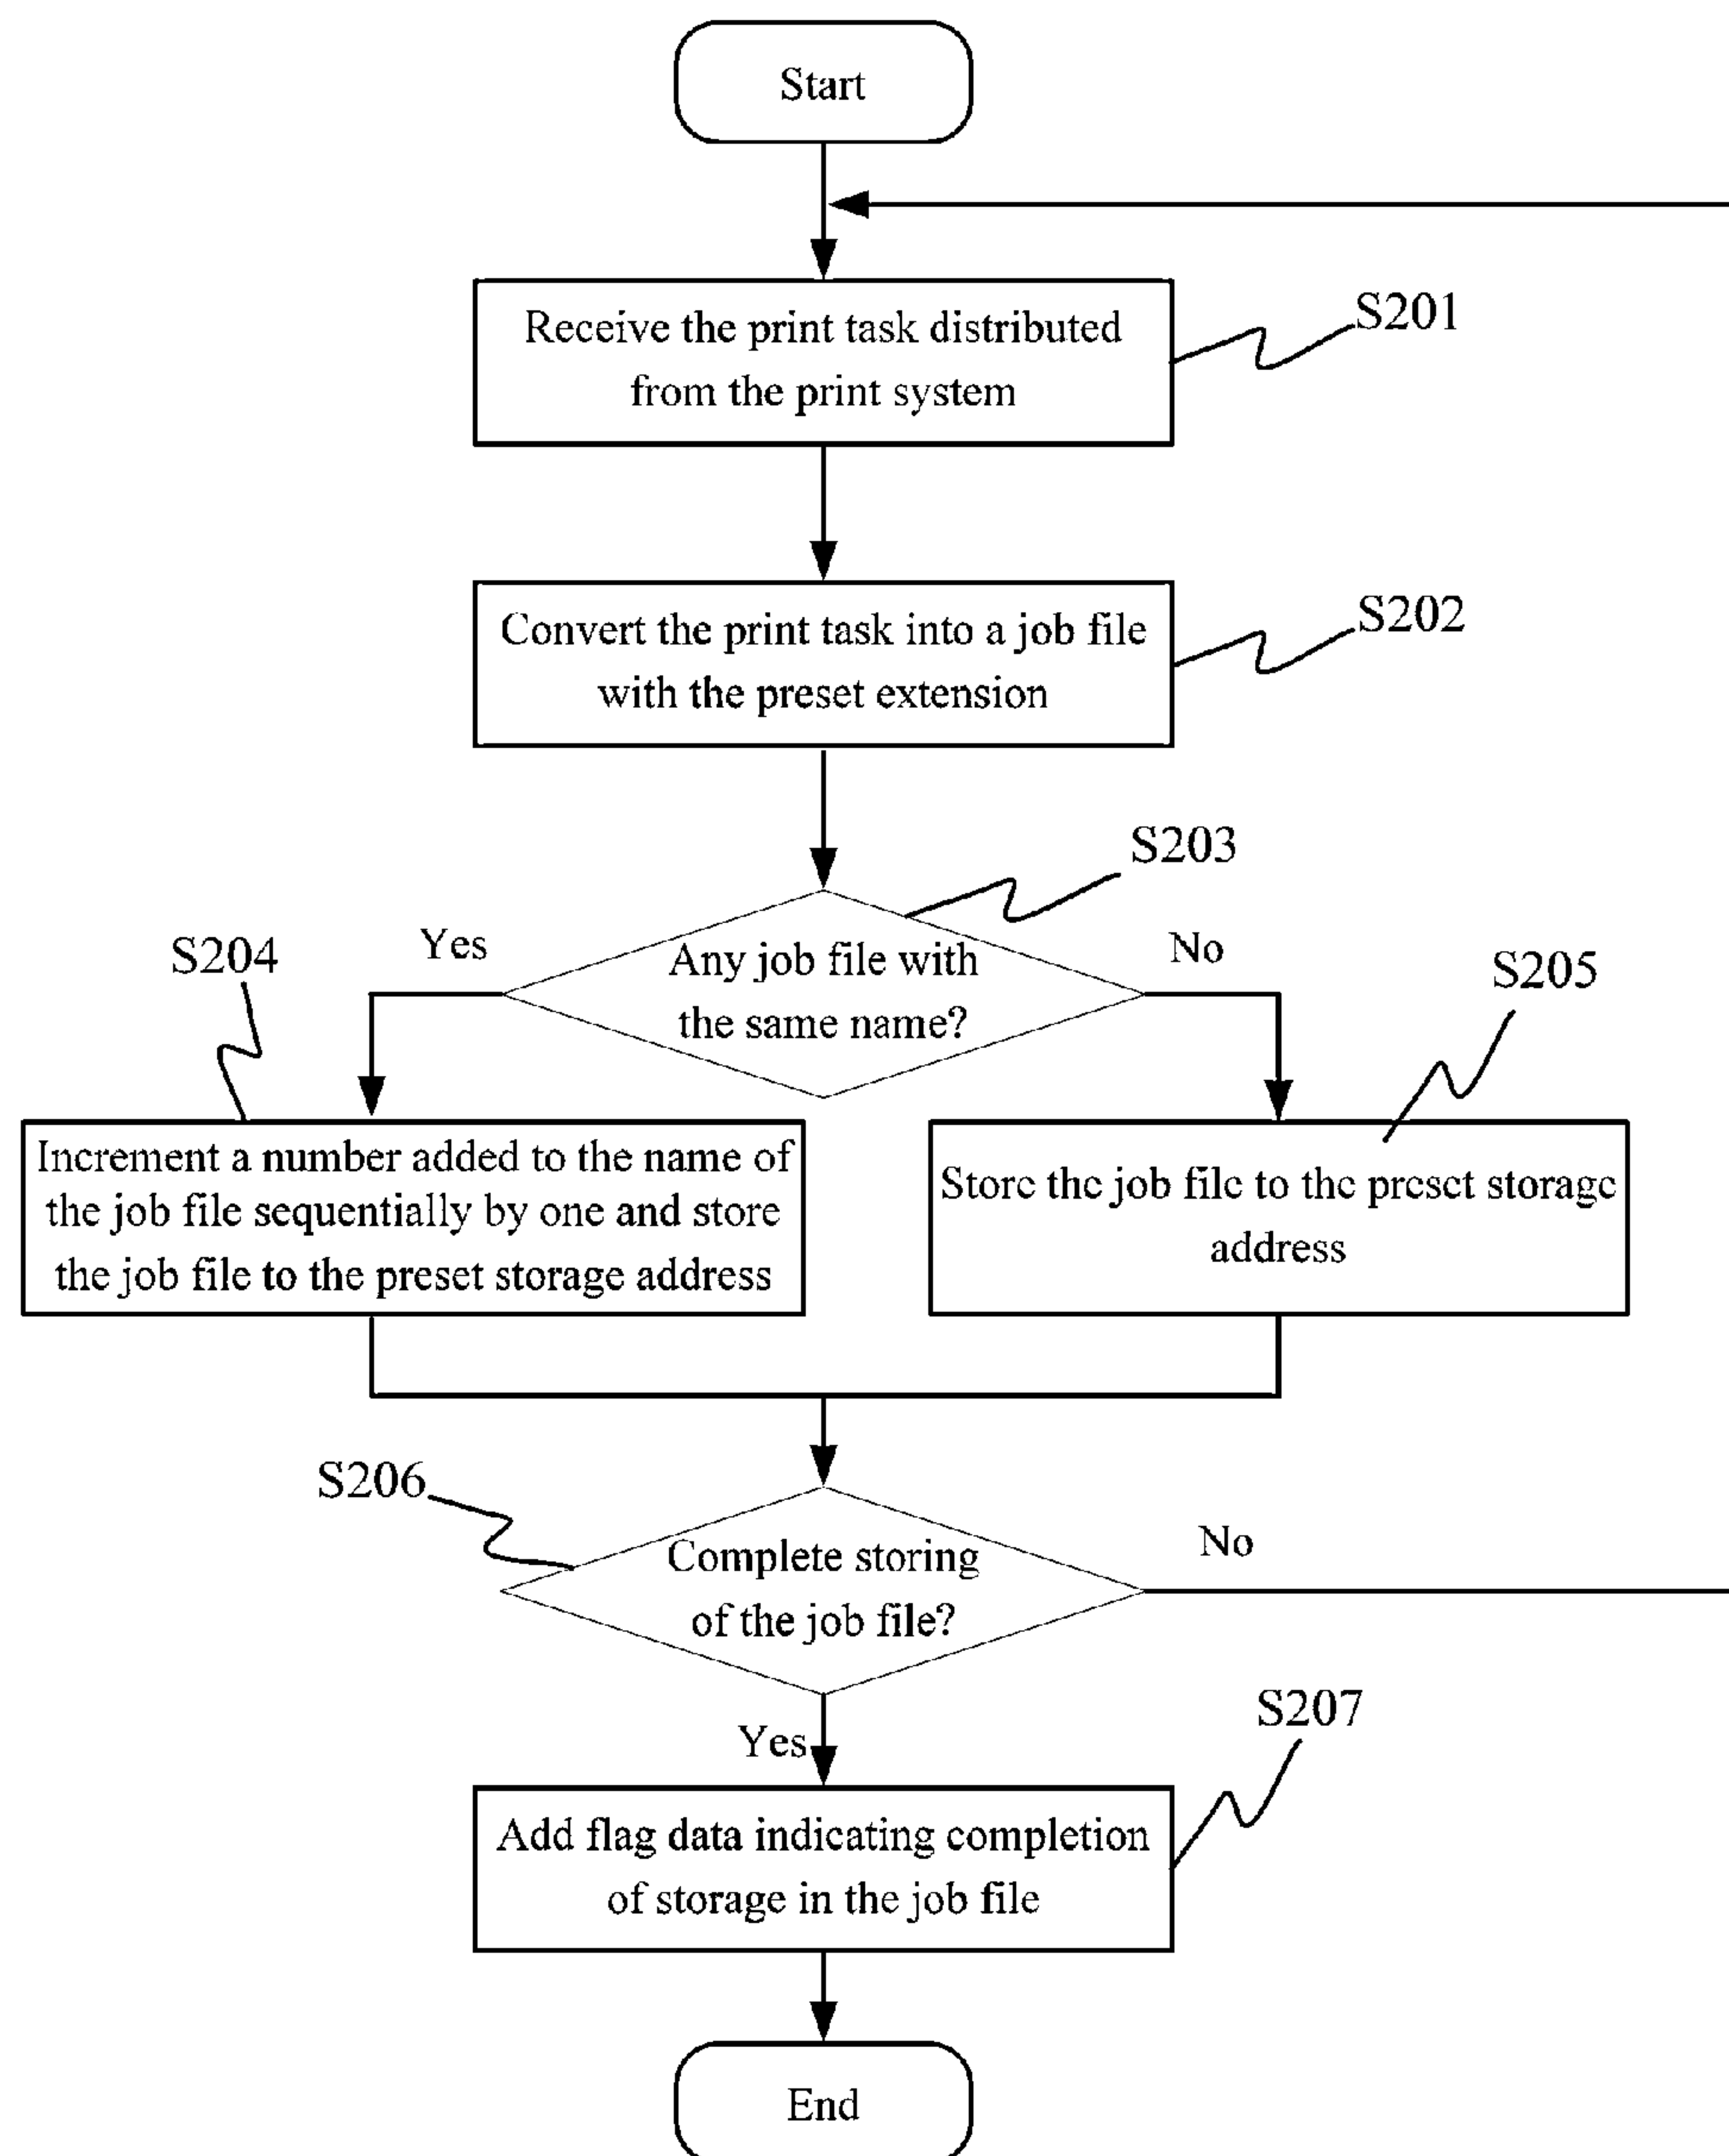 Start
Receive the print task distributed
from the print system
S201
Convert the print task into a job file
with the preset extension
S202
S203
Any job file with
the same name?
Yes
No
S204
S205
Increment a number added to the name of
the job file sequentially by one and store
the job file to the preset storage address
Store the job file to the preset storage
address
S206
Complete storing
of the job file?
No
Yes
S207
Add flag data indicating completion
of storage in the job file
End